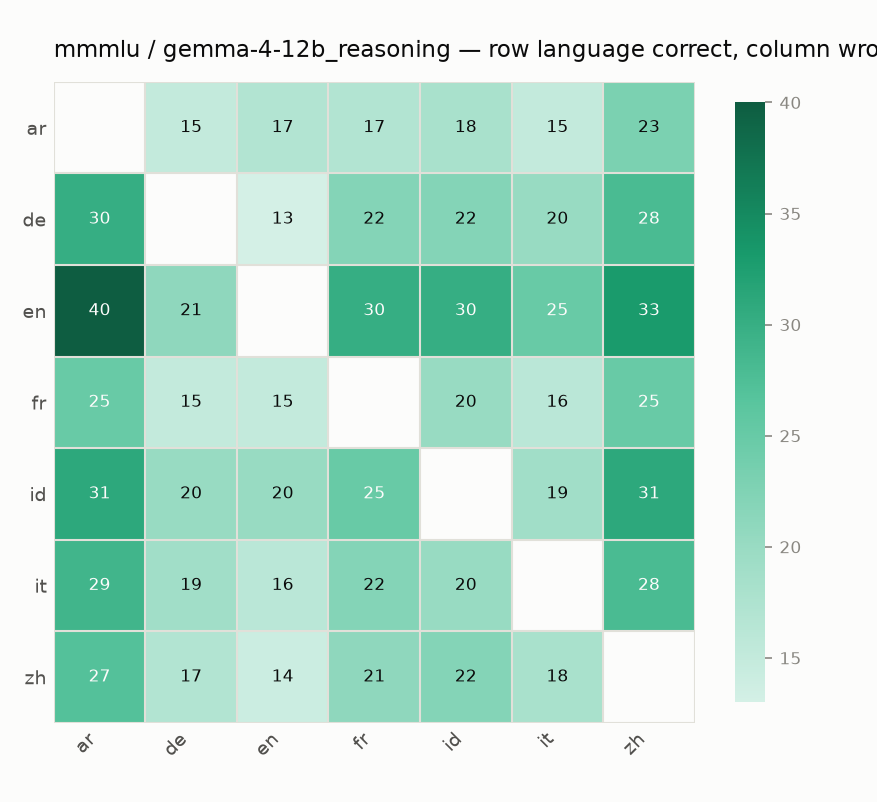 mmmlu / gemma-4-12b_reasoning — row language correct, column wro
ar 15 17 17 18 15 23
de 30 13 22 22 20 28
en 40 21 30 30 25 33
fr 25 15 15 20 16 25
id 31 20 20 25 19 31
it 29 19 16 22 20 28
zh 27 17 14 21 22 18
ar de en fr id it zh
40
35
30
25
20
15